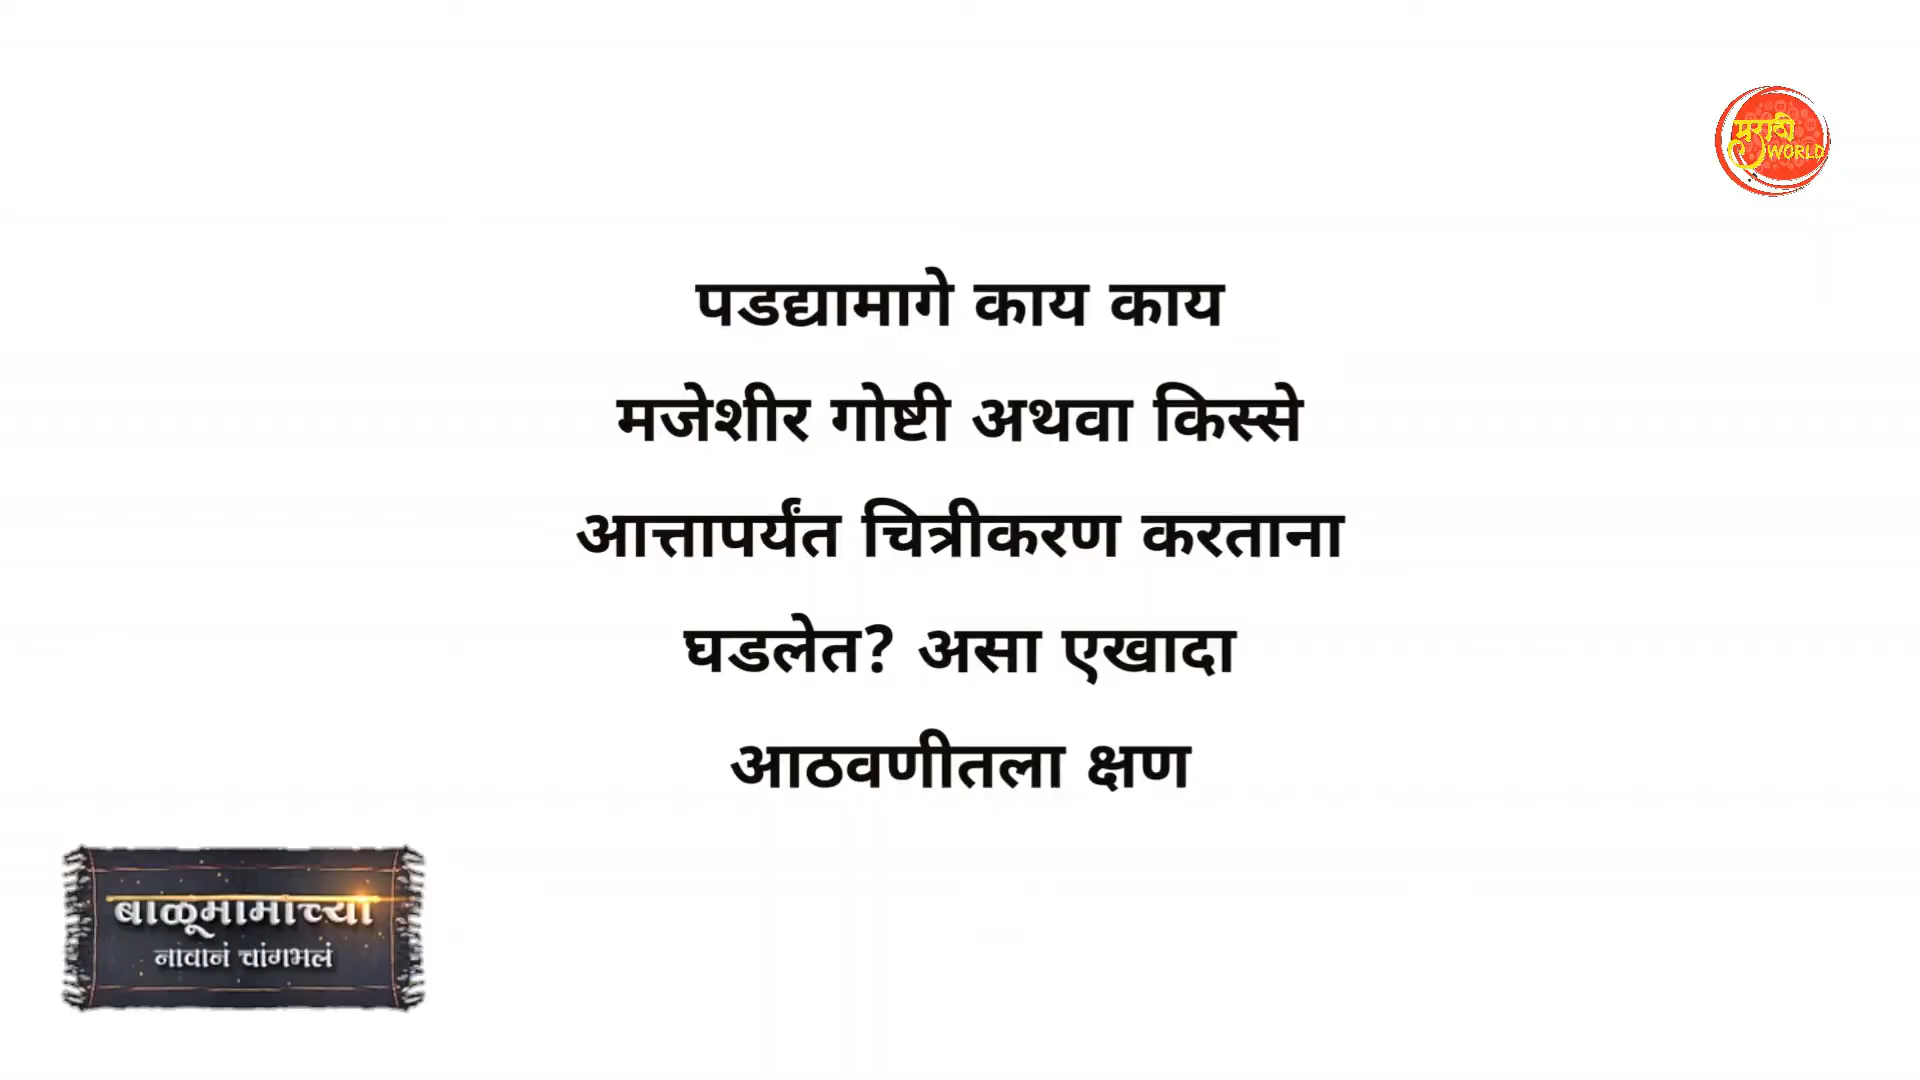 मराठी
WORLD
पडद्यामागे काय काय
मजेशीर गोष्टी अथवा किस्से
आत्तापर्यंत चित्रीकरण करताना
घडलेत? असा एखादा
आठवणीतला क्षण
बाळूमामाच्या
नावानं चांगभलं